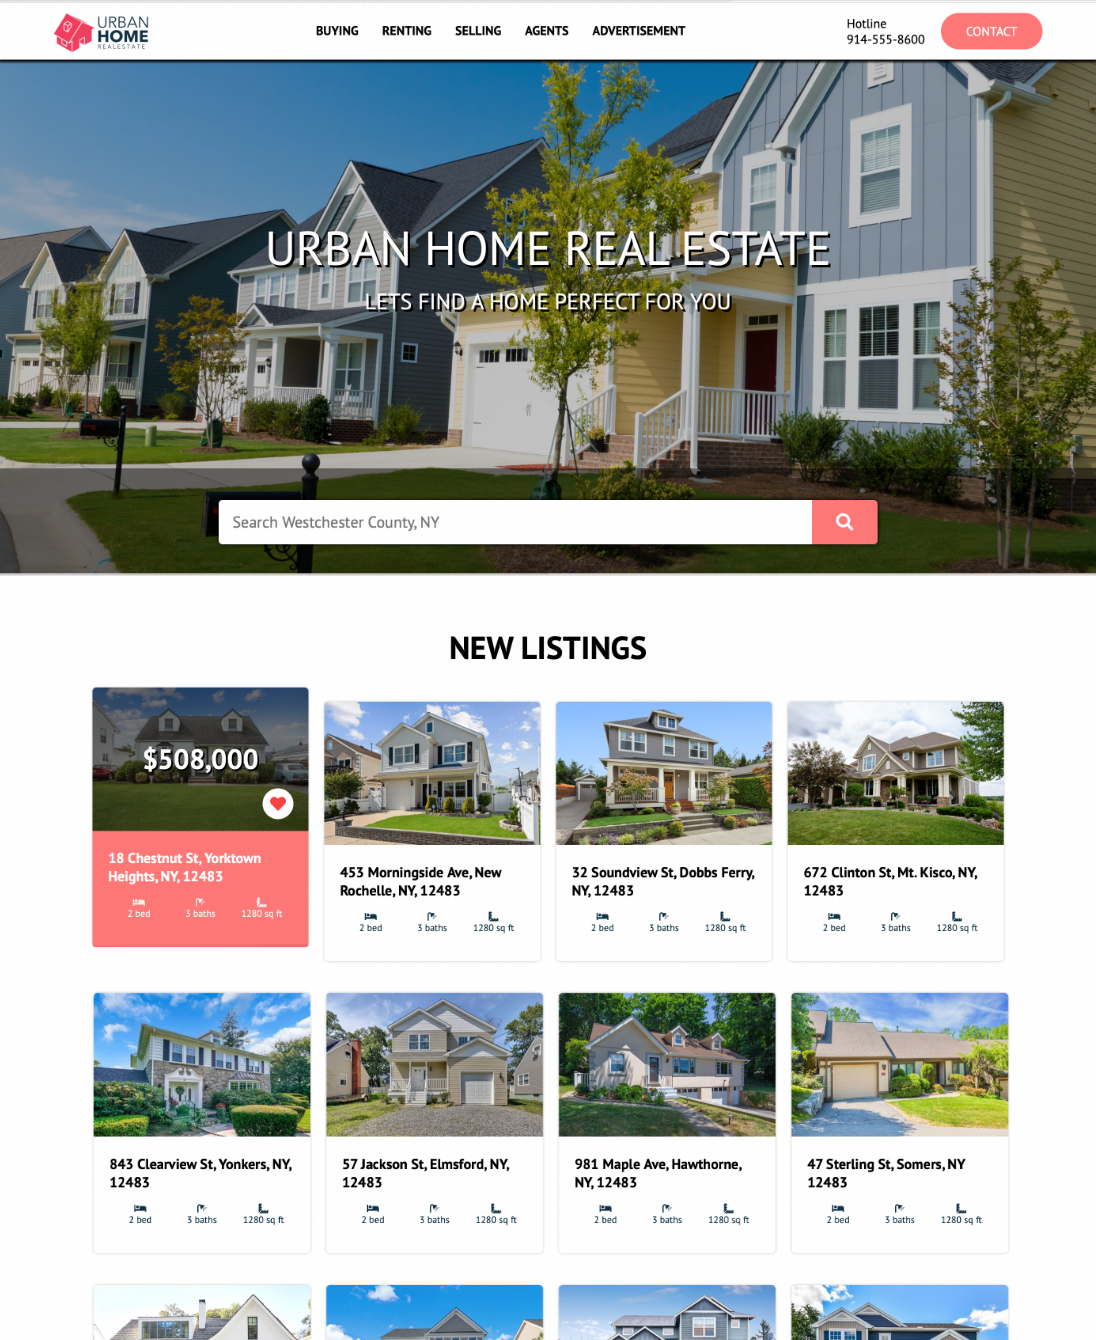 URBAN
HOME
REALESTATE
BUYING RENTING SELLING AGENTS ADVERTISEMENT
Hotline
914-555-8600
CONTACT
URBAN HOME REAL ESTATE
LETS FIND A HOME PERFECT FOR YOU
Search Westchester County, NY
NEW LISTINGS
$508,000
18 Chestnut St, Yorktown
Heights, NY, 12483
2 bed 3 baths 1280 sq ft
453 Morningside Ave, New
Rochelle, NY, 12483
2 bed 3 baths 1280 sq ft
32 Soundview St, Dobbs Ferry,
NY, 12483
2 bed 3 baths 1280 sq ft
672 Clinton St, Mt. Kisco, NY,
12483
2 bed 3 baths 1280 sq ft
843 Clearview St, Yonkers, NY,
12483
2 bed 3 baths 1280 sq ft
57 Jackson St, Elmsford, NY,
12483
2 bed 3 baths 1280 sq ft
981 Maple Ave, Hawthorne,
NY, 12483
2 bed 3 baths 1280 sq ft
47 Sterling St, Somers, NY
12483
2 bed 3 baths 1280 sq ft